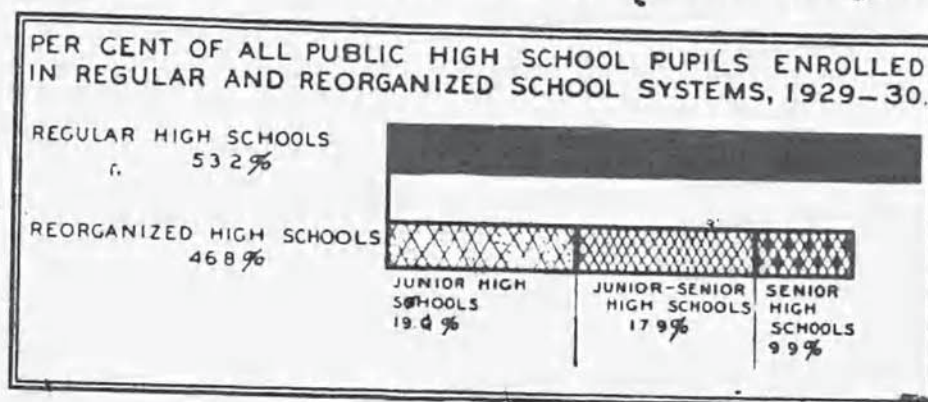 PER CENT OF ALL PUBLIC HIGH SCHOOL PUPILS ENROLLED
IN REGULAR AND REORGANIZED SCHOOL SYSTEMS, 1929–30.
REGULAR HIGH SCHOOLS
53 2%
REORGANIZED HIGH SCHOOLS
46 8%
JUNIOR HIGH
SCHOOLS
19.0%
JUNIOR-SENIOR
HIGH SCHOOLS
17 9%
SENIOR
HIGH
SCHOOLS
9 9%